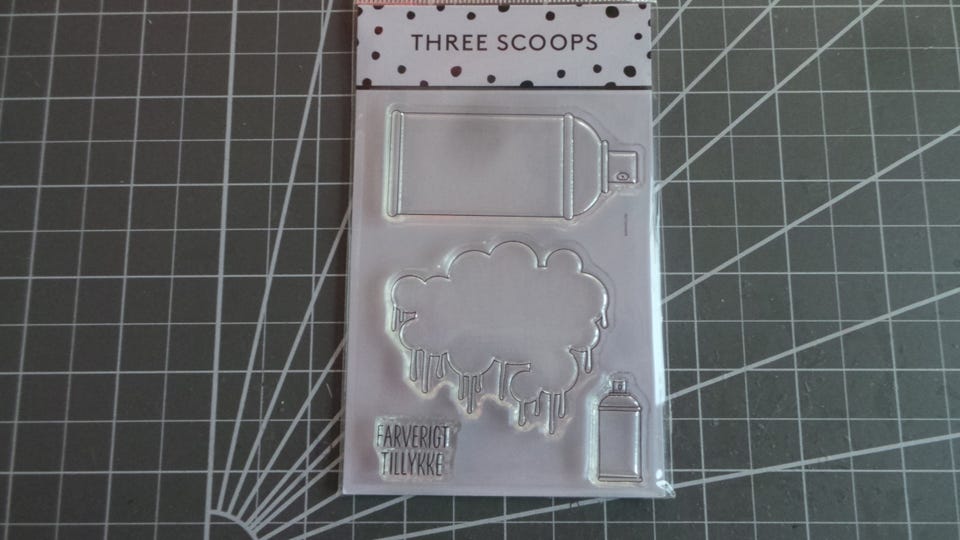 THREE SCOOPS
FARVERIGT
TILLYKKE